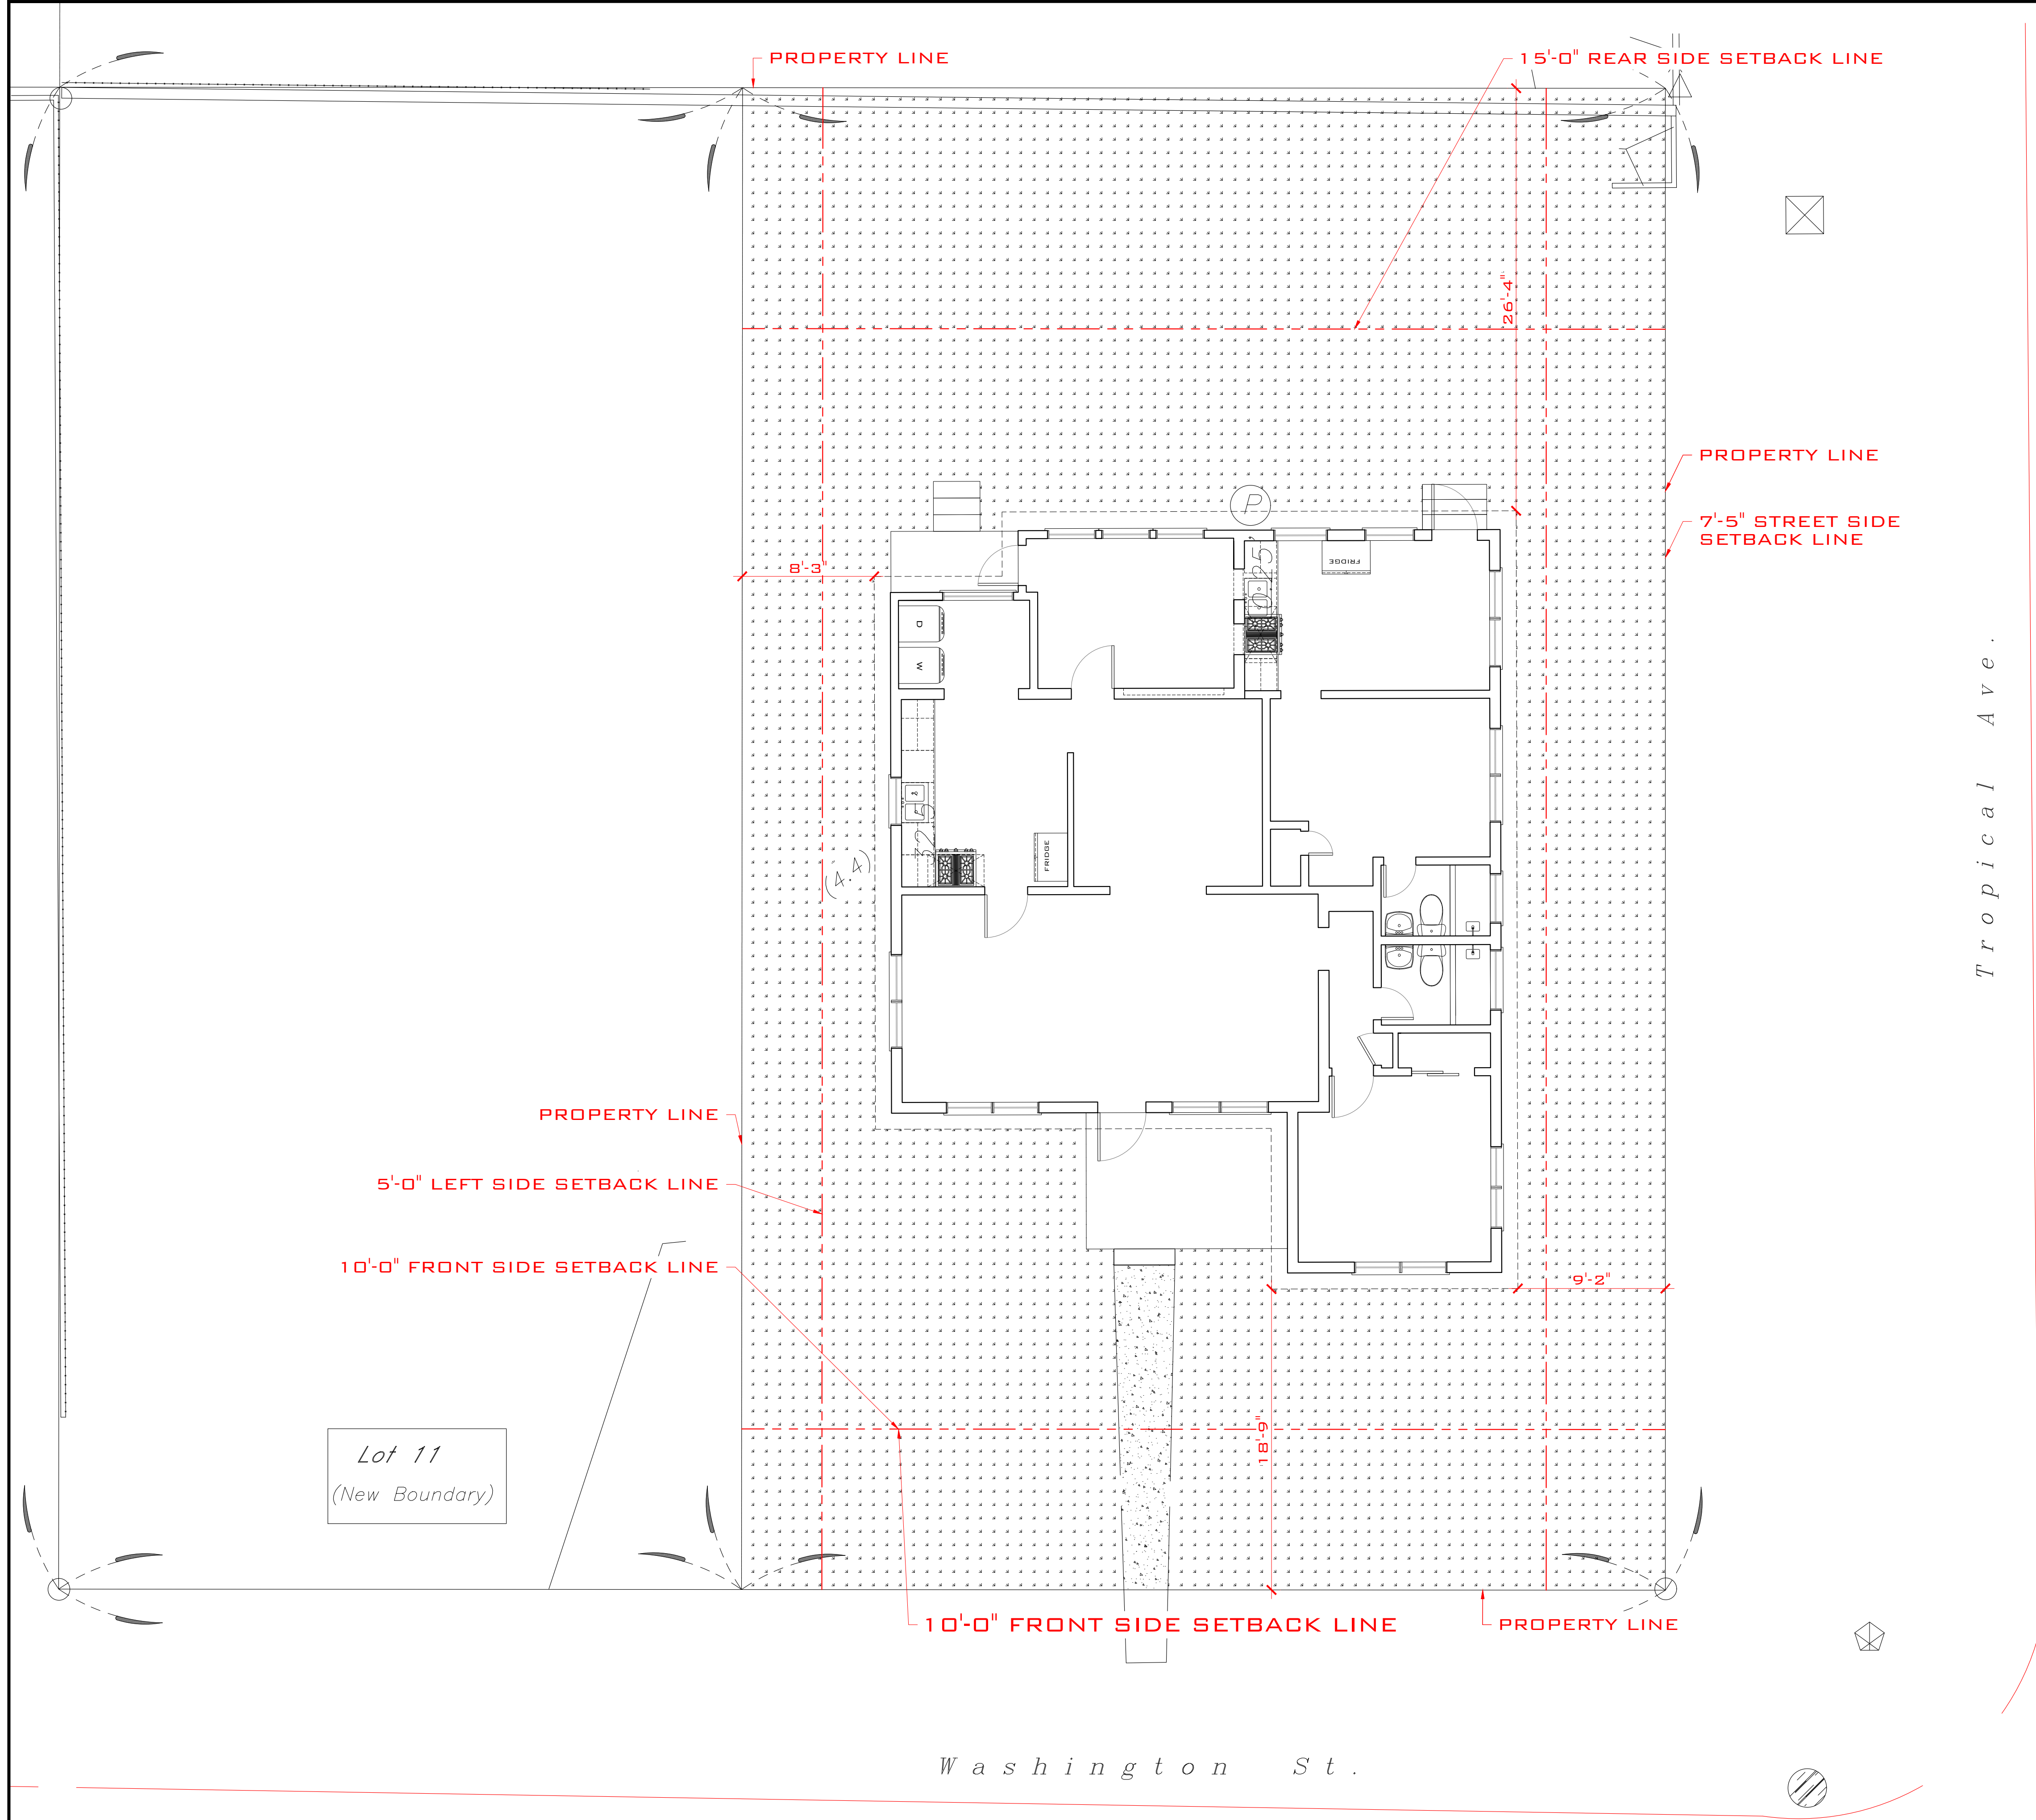 PROPERTY LINE
15'-0" REAR SIDE SETBACK LINE
26'-4"
PROPERTY LINE
7'-5" STREET SIDE
SETBACK LINE
P
8'-3"
FRIDGE
D
W
FRIDGE
(4.4)
Tropical Ave.
PROPERTY LINE
5'-0" LEFT SIDE SETBACK LINE
10'-0" FRONT SIDE SETBACK LINE
9'-2"
18'-9"
Lot 11
(New Boundary)
10'-0" FRONT SIDE SETBACK LINE
PROPERTY LINE
Washington St.